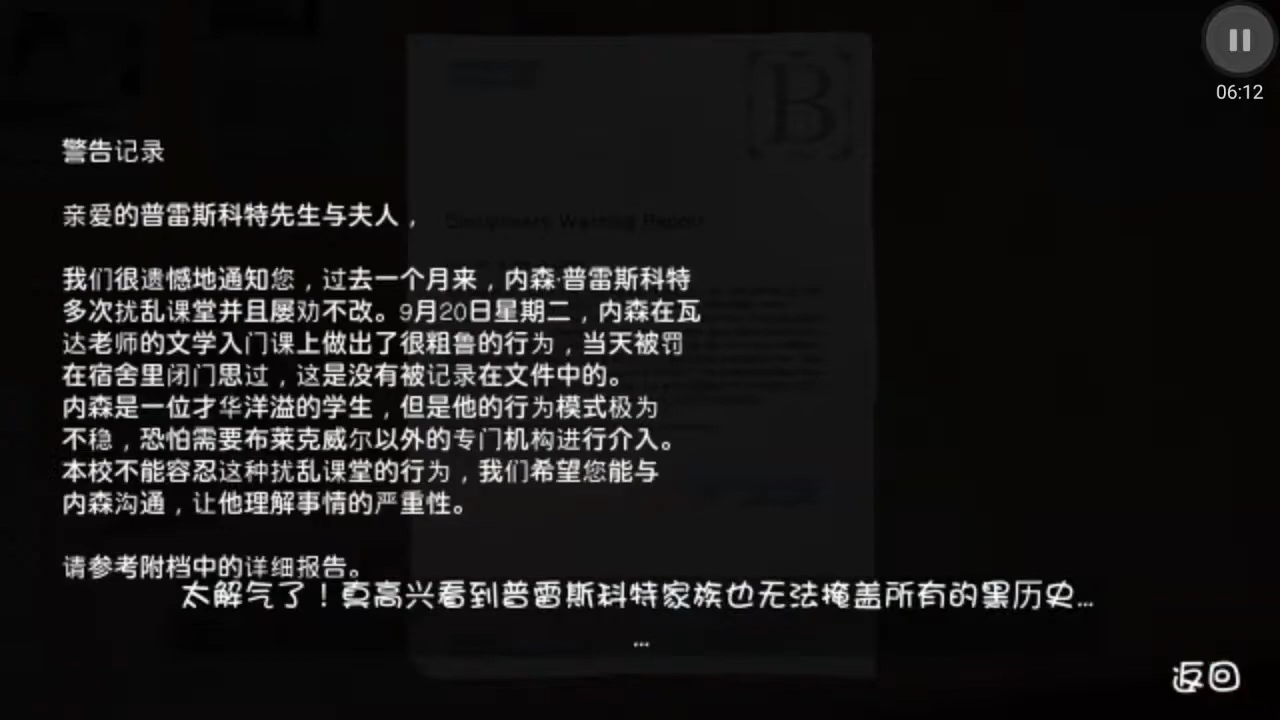 06:12
B
警告记录
亲爱的普雷斯科特先生与夫人，
我们很遗憾地通知您，过去一个月来，内森·普雷斯科特
多次扰乱课堂并且屡劝不改。9月20日星期二，内森在瓦
达老师的文学入门课上做出了很粗鲁的行为，当天被罚
在宿舍里闭门思过，这是没有被记录在文件中的。
内森是一位才华洋溢的学生，但是他的行为模式极为
不稳，恐怕需要布莱克威尔以外的专门机构进行介入。
本校不能容忍这种扰乱课堂的行为，我们希望您能与
内森沟通，让他理解事情的严重性。
请参考附档中的详细报告。
太解气了！真高兴看到普雷斯科特家族也无法掩盖所有的黑历史...
...
返回